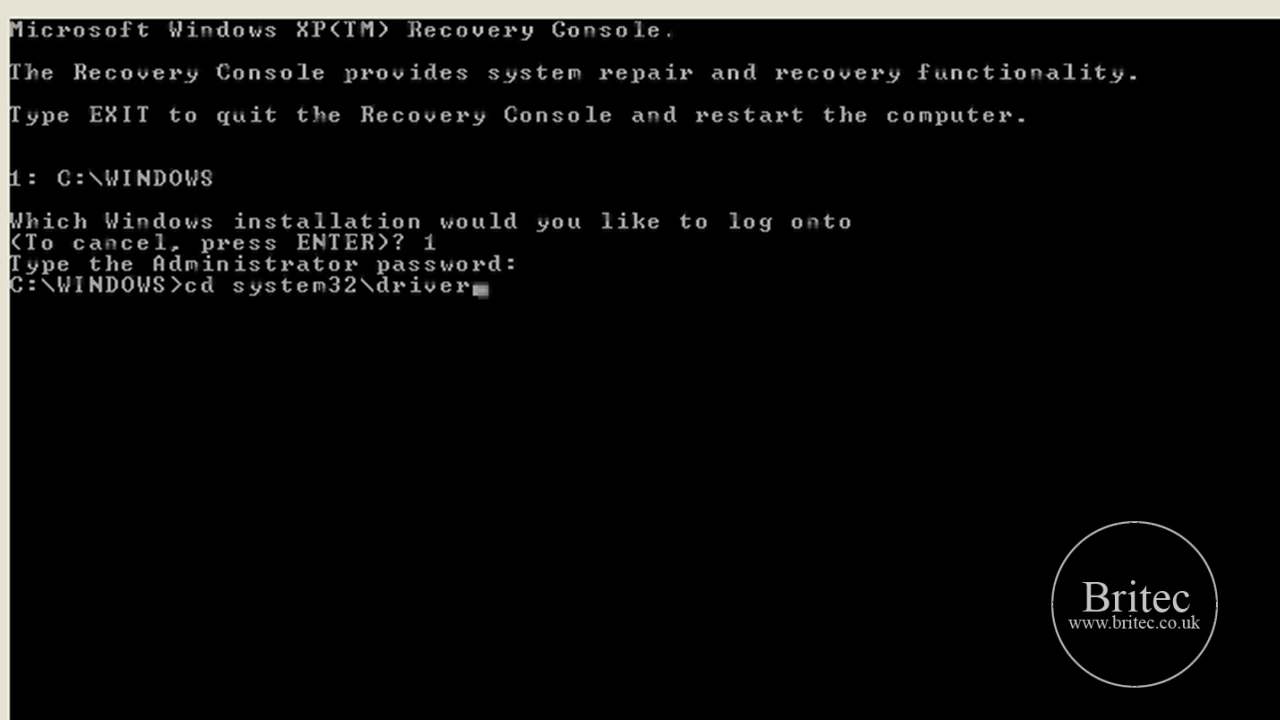 Microsoft Windows XP(TM) Recovery Console.
The Recovery Console provides system repair and recovery functionality.
Type EXIT to quit the Recovery Console and restart the computer.
1: C:\WINDOWS
Which Windows installation would you like to log onto
(To cancel, press ENTER)? 1
Type the Administrator password:
C:\WINDOWS>cd system32\driver
Britec
www.britec.co.uk